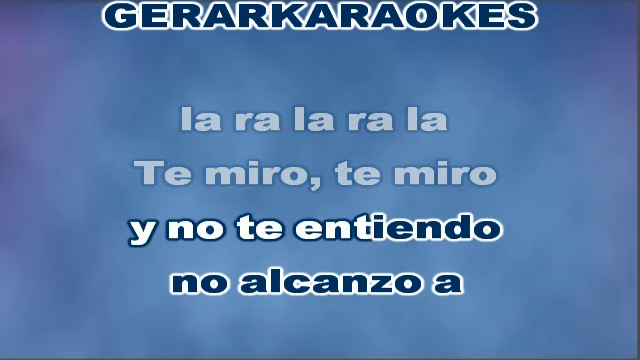 GERARKARAOKES
la ra la ra la
Te miro, te miro
y no te entiendo
no alcanzo a